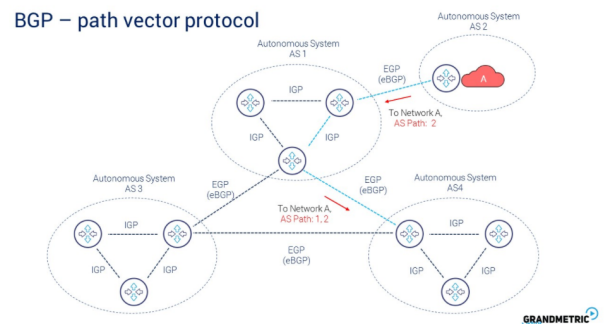 BGP – path vector protocol
Autonomous System
AS 1
Autonomous System
AS 2
EGP
(eBGP)
A
IGP
To Network A,
AS Path: 2
IGP
IGP
Autonomous System
AS 3
EGP
(eBGP)
EGP
(eBGP)
Autonomous System
AS4
To Network A,
AS Path: 1, 2
IGP
IGP
EGP
(eBGP)
IGP
IGP
IGP
IGP
GRANDMETRIC